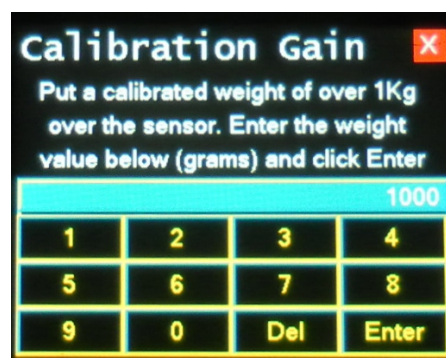 Calibration Gain X
Put a calibrated weight of over 1Kg
over the sensor. Enter the weight
value below (grams) and click Enter
1000
1 2 3 4
5 6 7 8
9 0 Del Enter